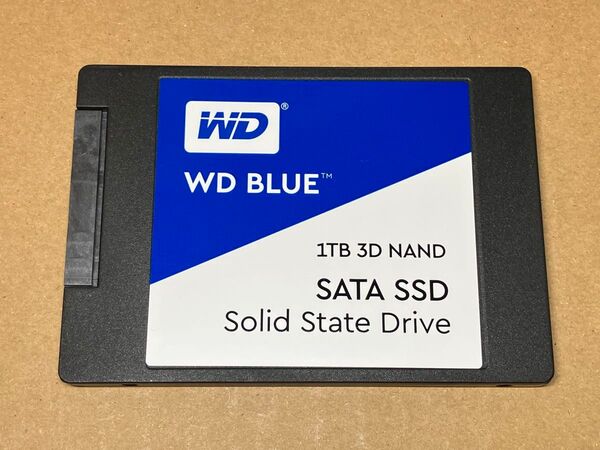 WD®
WD BLUE™
1TB 3D NAND
SATA SSD
Solid State Drive